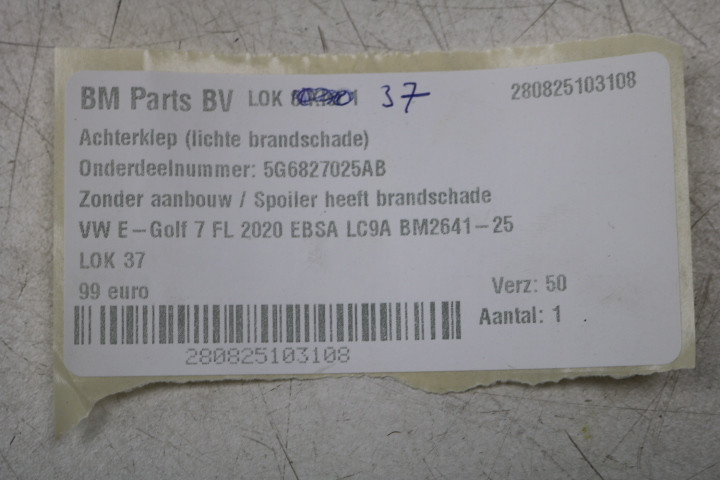 BM Parts BV LOK 37 280825103108
Achterklep (lichte brandschade)
Onderdeelnummer: 5G6827025AB
Zonder aanbouw / Spoiler heeft brandschade
VW E-Golf 7 FL 2020 EBSA LC9A BM2641-25
LOK 37
99 euro Verz: 50
Aantal: 1
280825103108